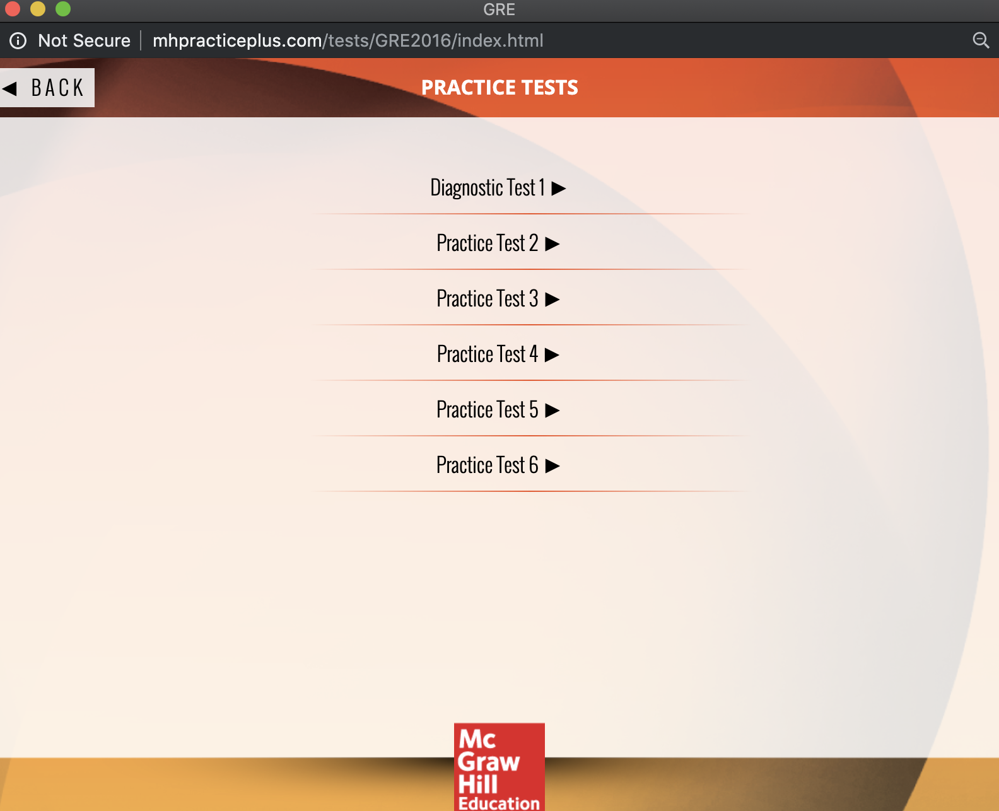 GRE
Not Secure | mhpracticeplus.com/tests/GRE2016/index.html
◀ BACK
PRACTICE TESTS
Diagnostic Test 1 ▶
Practice Test 2 ▶
Practice Test 3 ▶
Practice Test 4 ▶
Practice Test 5 ▶
Practice Test 6 ▶
Mc
Graw
Hill
Education